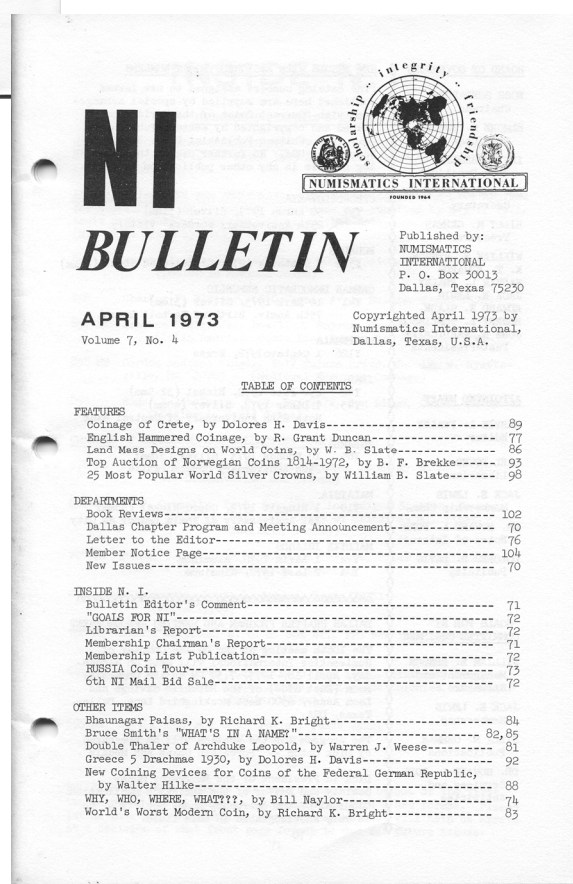 scholarship .. integrity .. friendship
NUMISMATICS INTERNATIONAL
FOUNDED 1964
NI
BULLETIN
Published by:
NUMISMATICS
INTERNATIONAL
P. O. Box 30013
Dallas, Texas 75230
APRIL 1973
Volume 7, No. 4
Copyrighted April 1973 by
Numismatics International,
Dallas, Texas, U.S.A.
TABLE OF CONTENTS
FEATURES
Coinage of Crete, by Dolores H. Davis------------------------ 89
English Hammered Coinage, by R. Grant Duncan----------------- 77
Land Mass Designs on World Coins, by W. B. Slate------------- 86
Top Auction of Norwegian Coins 1814-1972, by B. F. Brekke----- 93
25 Most Popular World Silver Crowns, by William B. Slate------ 98
DEPARTMENTS
Book Reviews------------------------------------------------ 102
Dallas Chapter Program and Meeting Announcement--------------- 70
Letter to the Editor----------------------------------------- 76
Member Notice Page------------------------------------------ 104
New Issues--------------------------------------------------- 70
INSIDE N. I.
Bulletin Editor's Comment------------------------------------ 71
"GOALS FOR NI"----------------------------------------------- 72
Librarian's Report------------------------------------------- 72
Membership Chairman's Report--------------------------------- 71
Membership List Publication---------------------------------- 72
RUSSIA Coin Tour--------------------------------------------- 73
6th NI Mail Bid Sale----------------------------------------- 72
OTHER ITEMS
Bhaunagar Paisas, by Richard K. Bright----------------------- 84
Bruce Smith's "WHAT'S IN A NAME?"--------------------------- 82,85
Double Thaler of Archduke Leopold, by Warren J. Weese--------- 81
Greece 5 Drachmae 1930, by Dolores H. Davis------------------ 92
New Coining Devices for Coins of the Federal German Republic,
by Walter Hilke-------------------------------------------- 88
WHY, WHO, WHERE, WHAT???, by Bill Naylor--------------------- 74
World's Worst Modern Coin, by Richard K. Bright-------------- 83